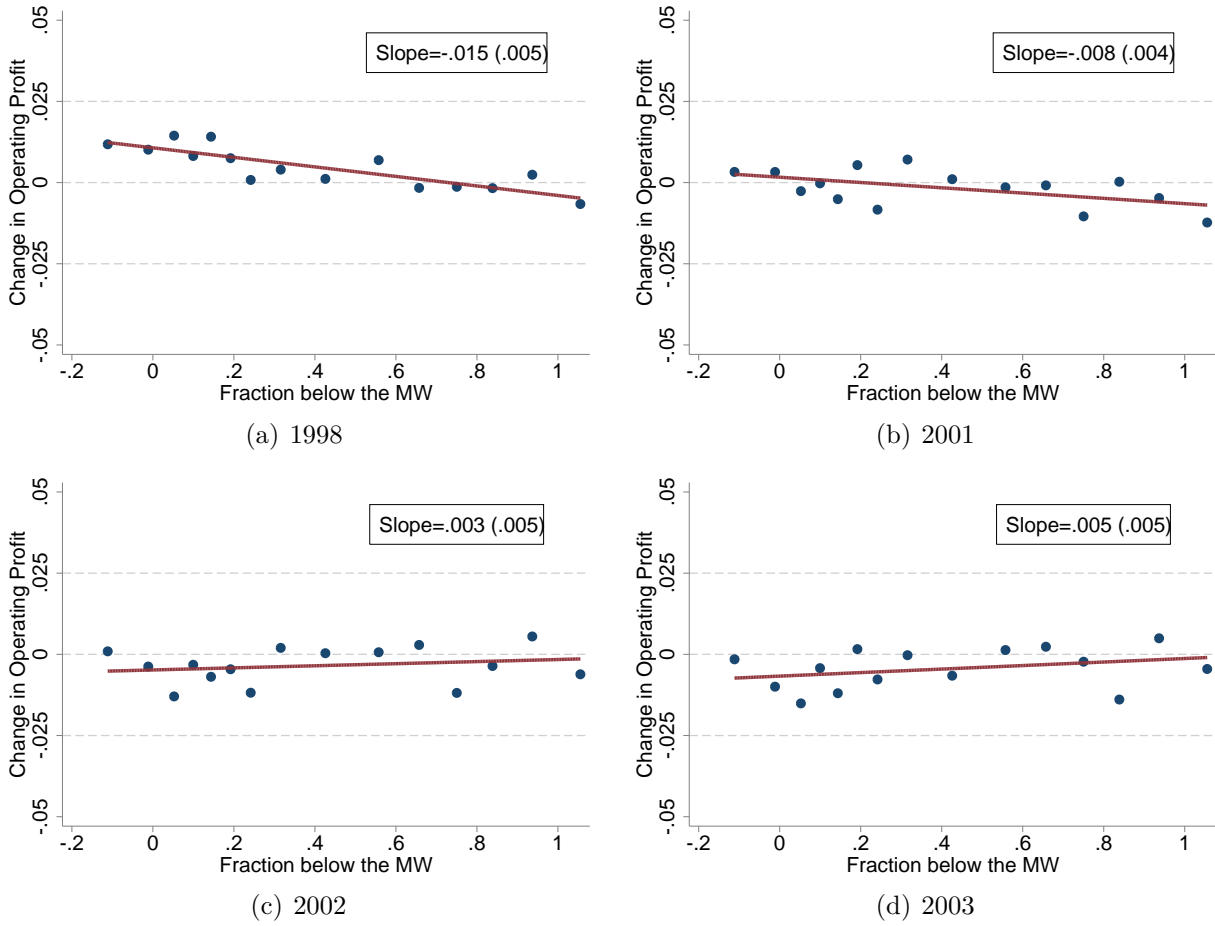 .05
Slope=-.015 (.005)
.025
0
-.025
-.05
Change in Operating Profit
-.2 0 .2 .4 .6 .8 1
Fraction below the MW
(a) 1998
.05
Slope=-.008 (.004)
.025
0
-.025
-.05
Change in Operating Profit
-.2 0 .2 .4 .6 .8 1
Fraction below the MW
(b) 2001
.05
Slope=.003 (.005)
.025
0
-.025
-.05
Change in Operating Profit
-.2 0 .2 .4 .6 .8 1
Fraction below the MW
(c) 2002
.05
Slope=.005 (.005)
.025
0
-.025
-.05
Change in Operating Profit
-.2 0 .2 .4 .6 .8 1
Fraction below the MW
(d) 2003